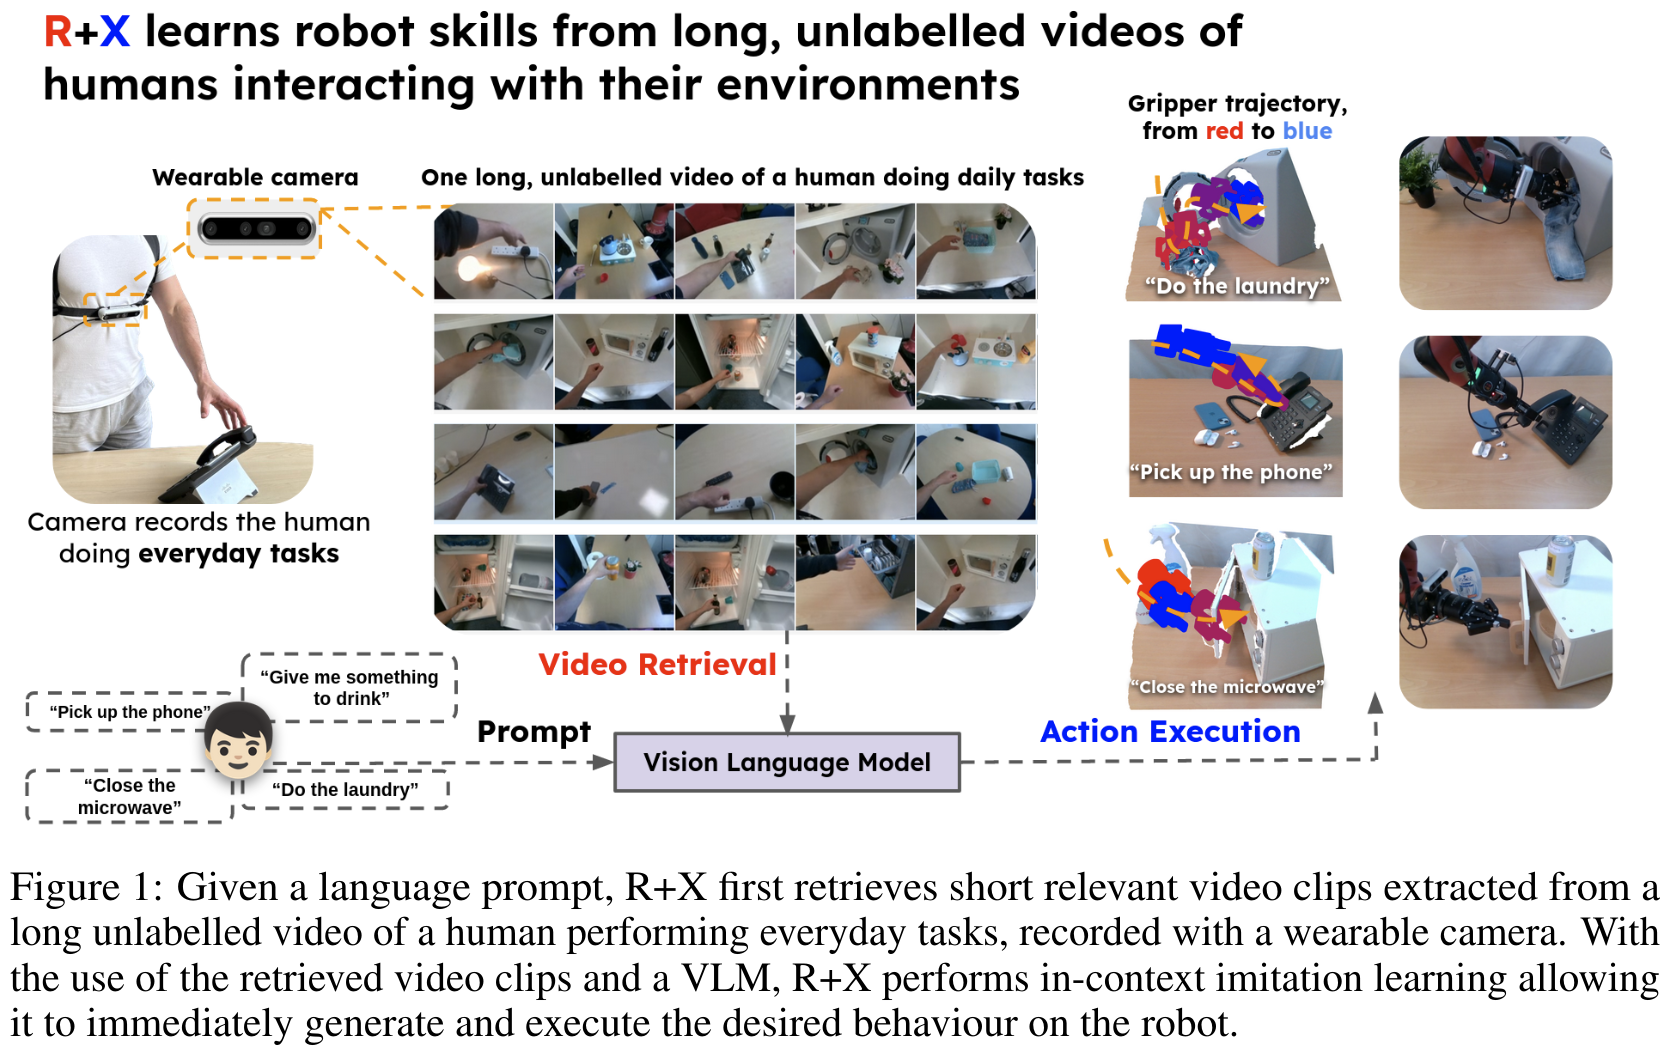 R+X learns robot skills from long, unlabelled videos of
humans interacting with their environments
Wearable camera
One long, unlabelled video of a human doing daily tasks
Gripper trajectory,
from red to blue
"Do the laundry"
"Pick up the phone"
"Close the microwave"
Camera records the human
doing everyday tasks
"Give me something
to drink"
"Pick up the phone"
"Close the
microwave"
"Do the laundry"
Video Retrieval
Prompt
Vision Language Model
Action Execution
Figure 1: Given a language prompt, R+X first retrieves short relevant video clips extracted from a
long unlabelled video of a human performing everyday tasks, recorded with a wearable camera. With
the use of the retrieved video clips and a VLM, R+X performs in-context imitation learning allowing
it to immediately generate and execute the desired behaviour on the robot.